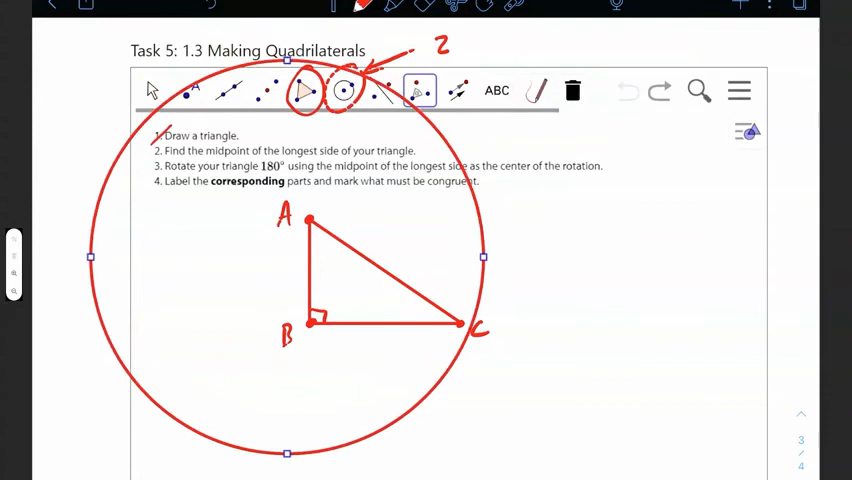 2
Task 5: 1.3 Making Quadrilaterals
A
ABC
1. Draw a triangle.
2. Find the midpoint of the longest side of your triangle.
3. Rotate your triangle 180° using the midpoint of the longest side as the center of the rotation.
4. Label the corresponding parts and mark what must be congruent.
A
B
C
3
/
4